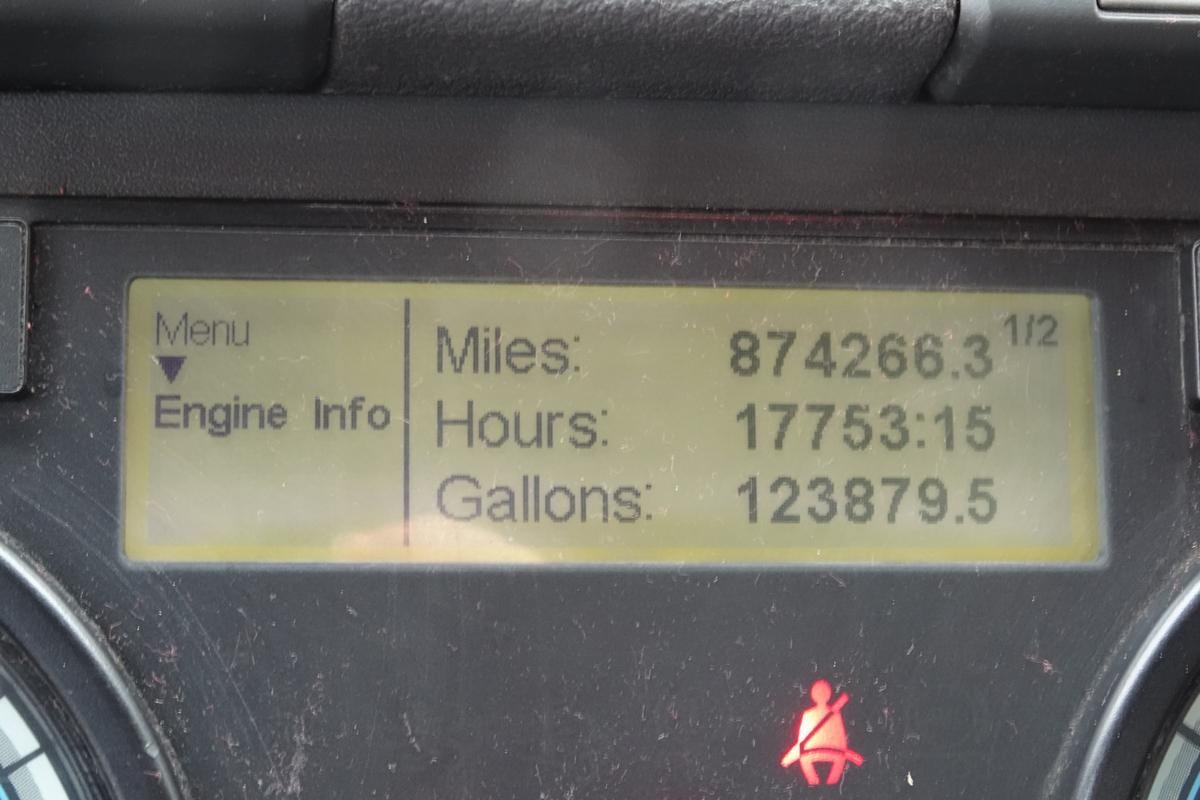 Menu
Engine Info
Miles: 874266.3 1/2
Hours: 17753:15
Gallons: 123879.5